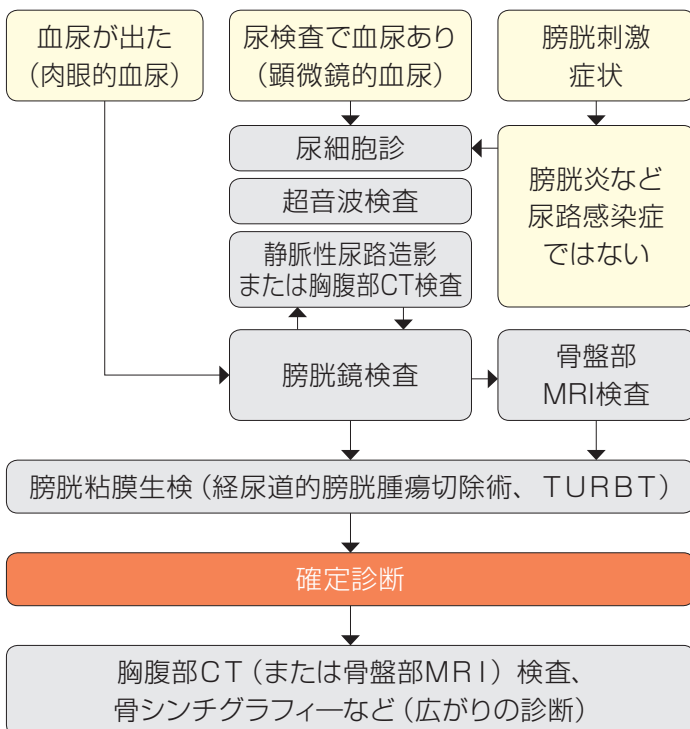 血尿が出た
（肉眼的血尿）
尿検査で血尿あり
（顕微鏡的血尿）
膀胱刺激
症状
尿細胞診
超音波検査
静脈性尿路造影
または胸腹部CT検査
膀胱炎など
尿路感染症
ではない
膀胱鏡検査
骨盤部
MRI検査
膀胱粘膜生検（経尿道的膀胱腫瘍切除術、TURBT）
確定診断
胸腹部CT（または骨盤部MRI）検査、
骨シンチグラフィーなど（広がりの診断）